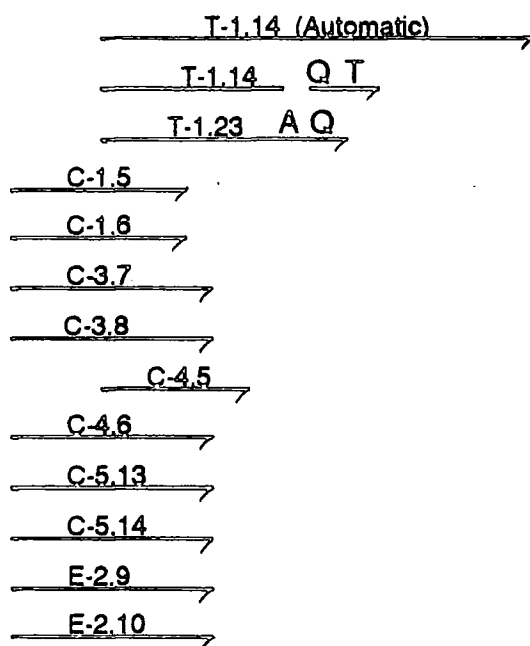 T-1,14 (Automatic)
T-1,14 Q T
T-1,23 A Q
C-1,5
C-1,6
C-3,7
C-3,8
C-4,5
C-4,6
C-5,13
C-5,14
E-2,9
E-2,10